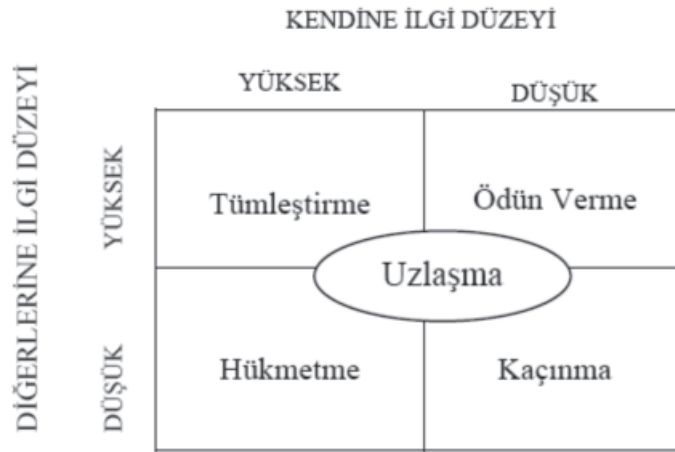 KENDİNE İLGİ DÜZEYİ
YÜKSEK DÜŞÜK
DİĞERLERİNE İLGİ DÜZEYİ
YÜKSEK
Tümleştirme Ödün Verme
Uzlaşma
DÜŞÜK
Hükmetme Kaçınma